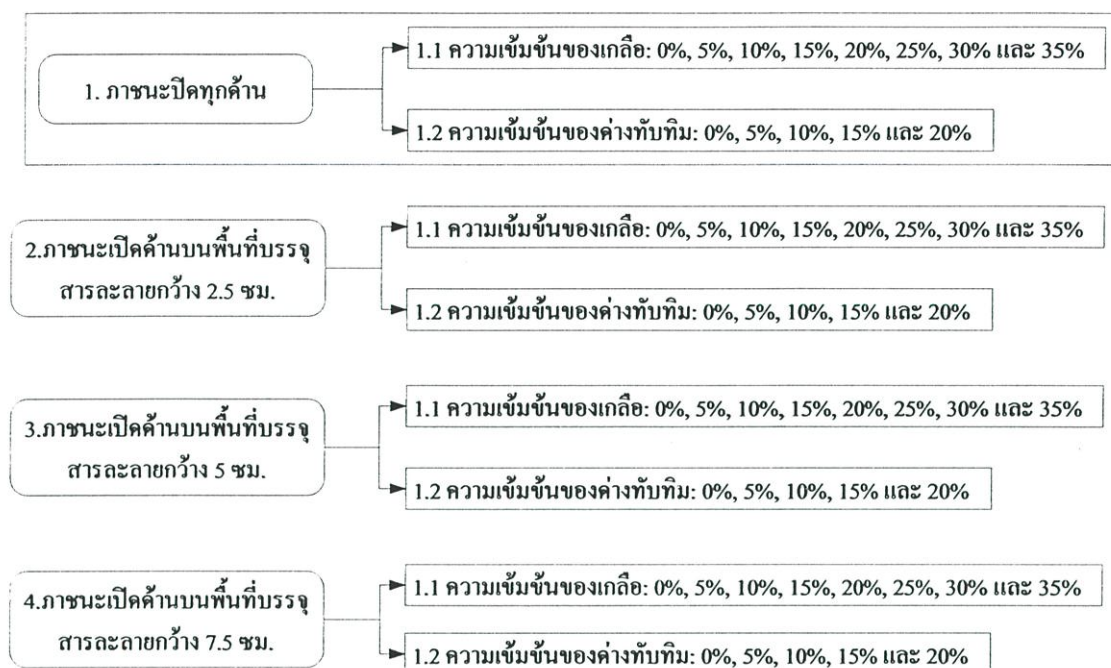 1. ภาชนะปิดทุกด้าน
1.1 ความเข้มข้นของเกลือ: 0%, 5%, 10%, 15%, 20%, 25%, 30% และ 35%
1.2 ความเข้มข้นของด่างทับทิม: 0%, 5%, 10%, 15% และ 20%
2.ภาชนะเปิดด้านบนพื้นที่บรรจุ
สารละลายกว้าง 2.5 ซม.
1.1 ความเข้มข้นของเกลือ: 0%, 5%, 10%, 15%, 20%, 25%, 30% และ 35%
1.2 ความเข้มข้นของด่างทับทิม: 0%, 5%, 10%, 15% และ 20%
3.ภาชนะเปิดด้านบนพื้นที่บรรจุ
สารละลายกว้าง 5 ซม.
1.1 ความเข้มข้นของเกลือ: 0%, 5%, 10%, 15%, 20%, 25%, 30% และ 35%
1.2 ความเข้มข้นของด่างทับทิม: 0%, 5%, 10%, 15% และ 20%
4.ภาชนะเปิดด้านบนพื้นที่บรรจุ
สารละลายกว้าง 7.5 ซม.
1.1 ความเข้มข้นของเกลือ: 0%, 5%, 10%, 15%, 20%, 25%, 30% และ 35%
1.2 ความเข้มข้นของด่างทับทิม: 0%, 5%, 10%, 15% และ 20%